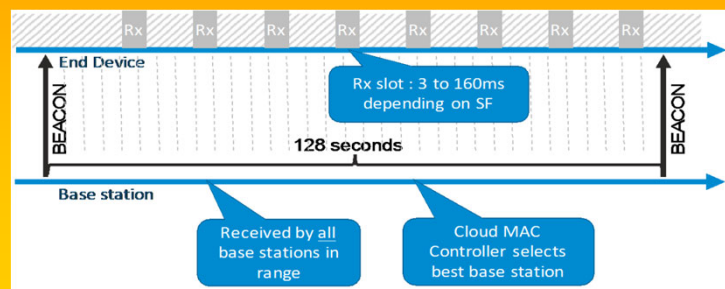 Rx Rx Rx Rx Rx Rx Rx Rx
End Device
Rx slot : 3 to 160ms
depending on SF
BEACON
BEACON
128 seconds
Base station
Received by all
base stations in
range
Cloud MAC
Controller selects
best base station